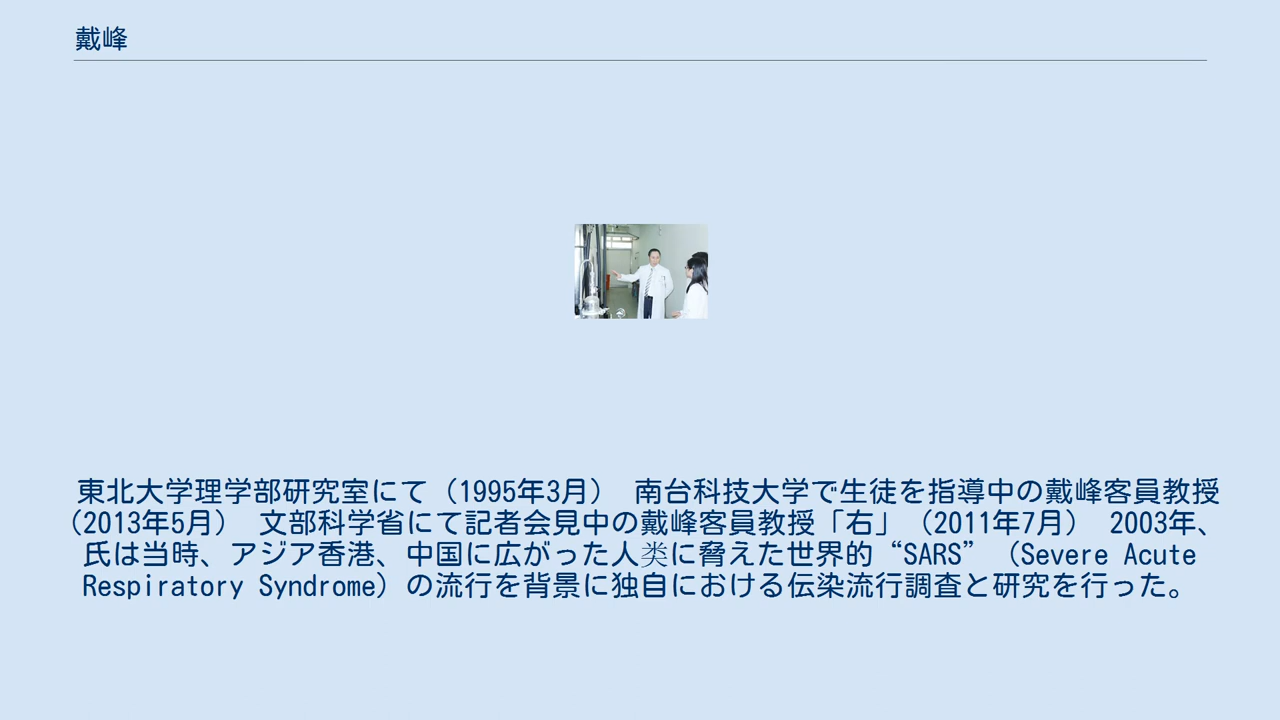 戴峰
東北大学理学部研究室にて（1995年3月） 南台科技大学で生徒を指導中の戴峰客員教授
（2013年5月） 文部科学省にて記者会見中の戴峰客員教授「右」（2011年7月） 2003年、
氏は当時、アジア香港、中国に広がった人类に脅えた世界的“SARS”（Severe Acute
Respiratory Syndrome）の流行を背景に独自における伝染流行調査と研究を行った。